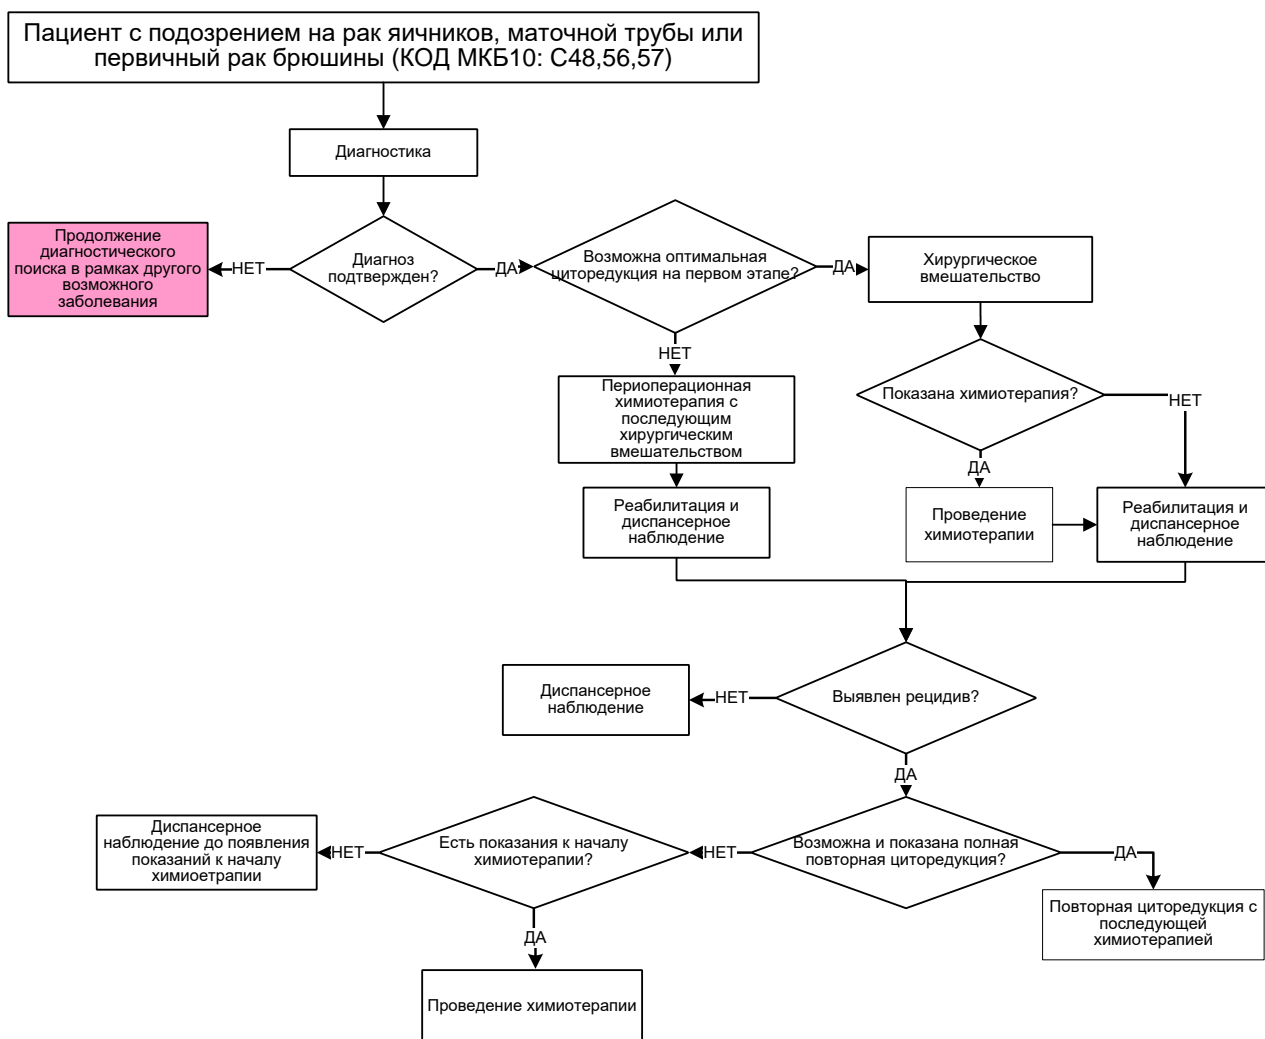 Пациент с подозрением на рак яичников, маточной трубы или
первичный рак брюшины (КОД МКБ10: С48,56,57)
Диагностика
Диагноз
подтвержден?
НЕТ
Продолжение
диагностического
поиска в рамках другого
возможного
заболевания
ДА
Возможна оптимальная
циторедукция на первом этапе?
ДА
Хирургическое
вмешательство
НЕТ
Периоперационная
химиотерапия с
последующим
хирургическим
вмешательством
Показана химиотерапия?
НЕТ
ДА
Реабилитация и
диспансерное
наблюдение
Проведение
химиотерапии
Реабилитация и
диспансерное
наблюдение
Выявлен рецидив?
НЕТ
Диспансерное
наблюдение
ДА
Возможна и показана полная
повторная циторедукция?
ДА
Повторная циторедукция с
последующей
химиотерапией
НЕТ
Есть показания к началу
химиотерапии?
НЕТ
Диспансерное
наблюдение до появления
показаний к началу
химиоетрапии
ДА
Проведение химиотерапии